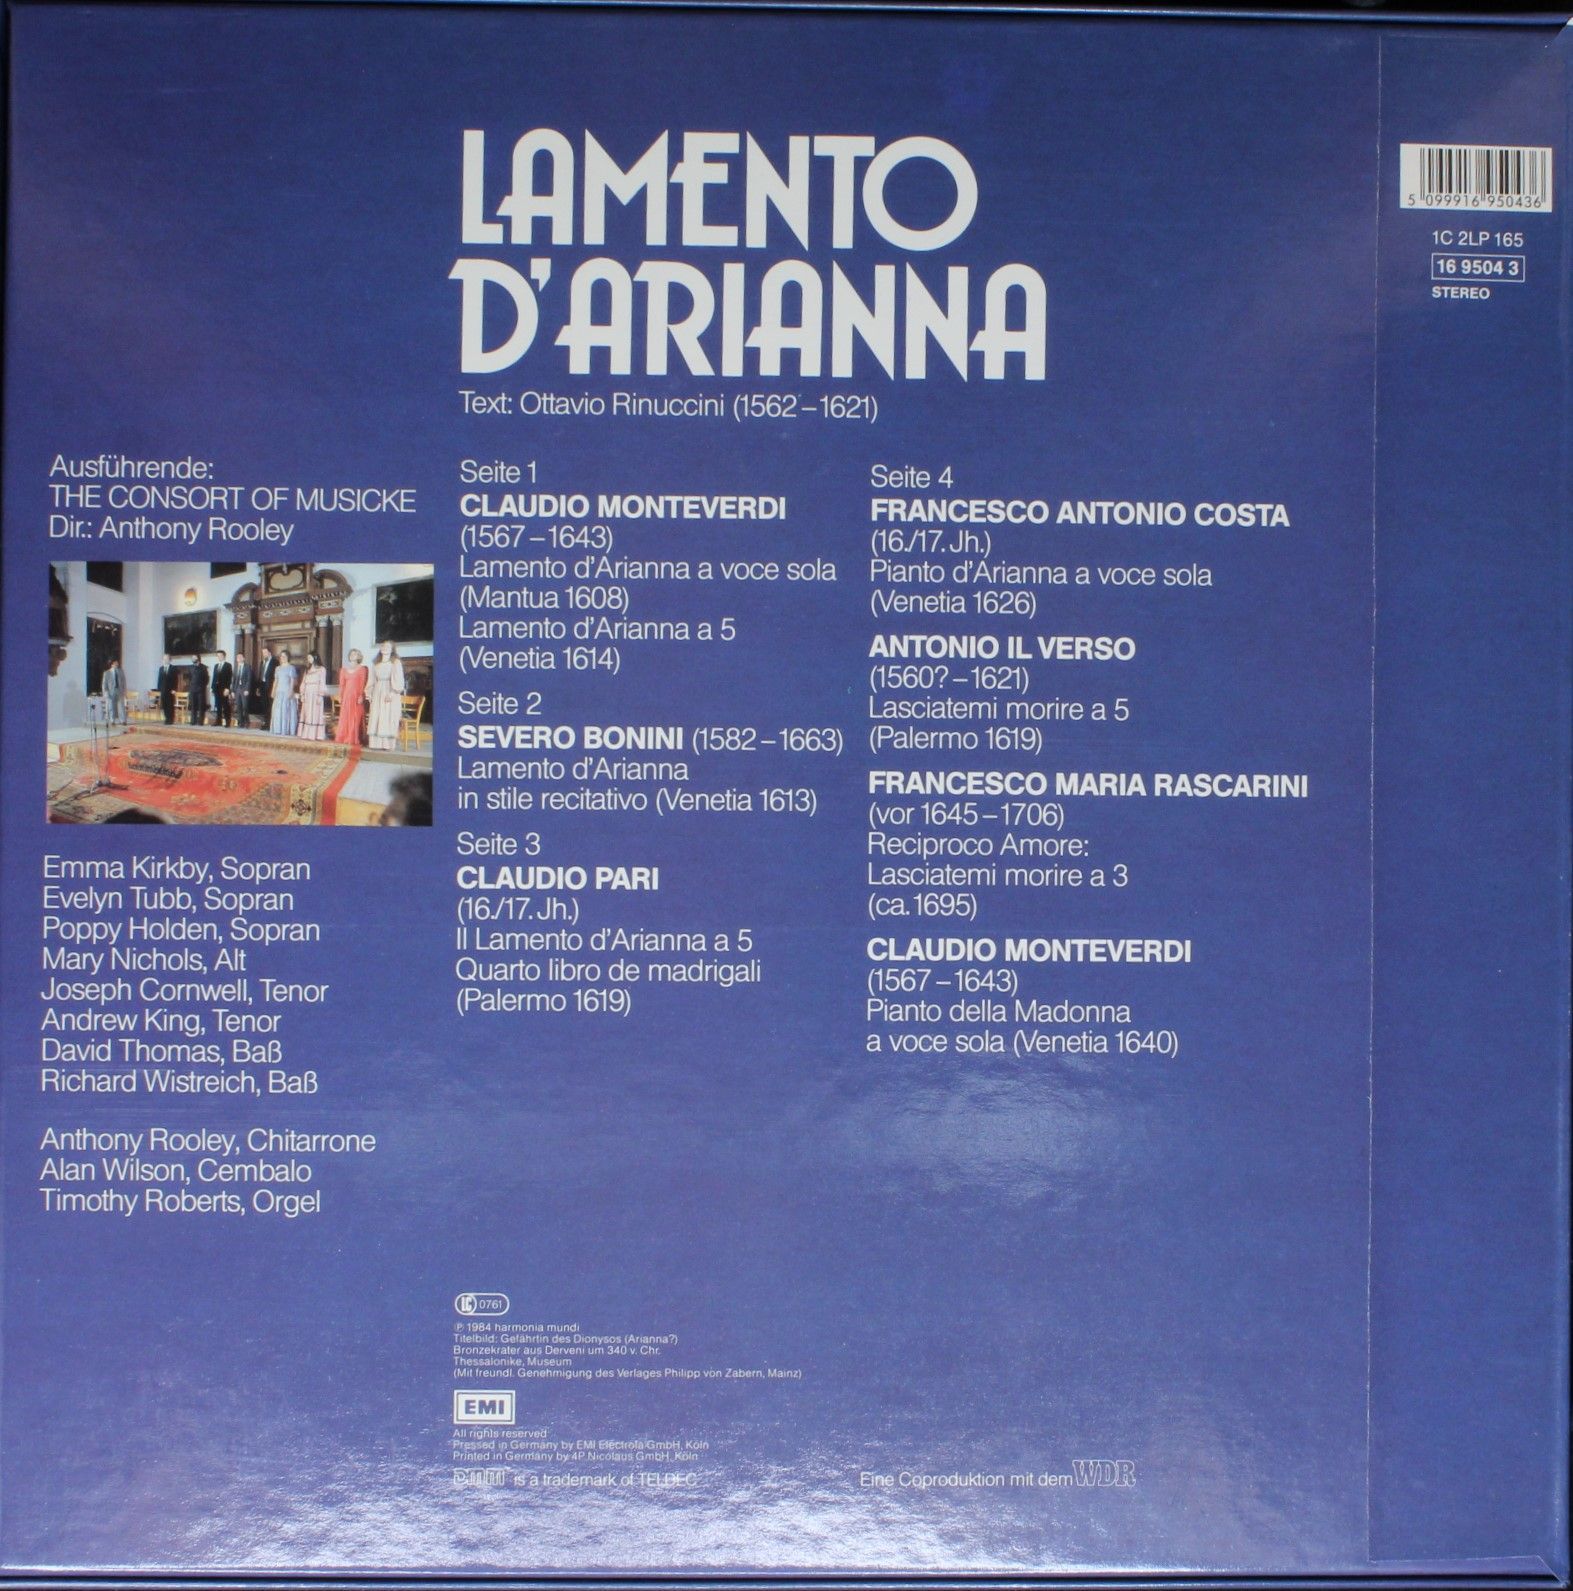 LAMENTO
D'ARIANNA
Text: Ottavio Rinuccini (1562–1621)
5 099916 950436
1C 2LP 165
16 9504 3
STEREO
Ausführende:
THE CONSORT OF MUSICKE
Dir.: Anthony Rooley
Emma Kirkby, Sopran
Evelyn Tubb, Sopran
Poppy Holden, Sopran
Mary Nichols, Alt
Joseph Cornwell, Tenor
Andrew King, Tenor
David Thomas, Baß
Richard Wistreich, Baß
Anthony Rooley, Chitarrone
Alan Wilson, Cembalo
Timothy Roberts, Orgel
Seite 1
CLAUDIO MONTEVERDI
(1567–1643)
Lamento d'Arianna a voce sola
(Mantua 1608)
Lamento d'Arianna a 5
(Venetia 1614)
Seite 2
SEVERO BONINI (1582–1663)
Lamento d'Arianna
in stile recitativo (Venetia 1613)
Seite 3
CLAUDIO PARI
(16./17. Jh.)
Il Lamento d'Arianna a 5
Quarto libro de madrigali
(Palermo 1619)
Seite 4
FRANCESCO ANTONIO COSTA
(16./17. Jh.)
Pianto d'Arianna a voce sola
(Venetia 1626)
ANTONIO IL VERSO
(1560?–1621)
Lasciatemi morire a 5
(Palermo 1619)
FRANCESCO MARIA RASCARINI
(vor 1645–1706)
Reciproco Amore:
Lasciatemi morire a 3
(ca. 1695)
CLAUDIO MONTEVERDI
(1567–1643)
Pianto della Madonna
a voce sola (Venetia 1640)
LC 0761
℗ 1984 harmonia mundi
Titelbild: Gefährtin des Dionysos (Arianna?)
Bronzekrater aus Derveni um 340 v. Chr.
Thessalonike, Museum
(Mit freundl. Genehmigung des Verlages Philipp von Zabern, Mainz)
EMI
All rights reserved
Pressed in Germany by EMI Electrola GmbH, Köln
Printed in Germany by 4P Nicolaus GmbH, Köln
DMM is a trademark of TELDEC
Eine Coproduktion mit dem WDR